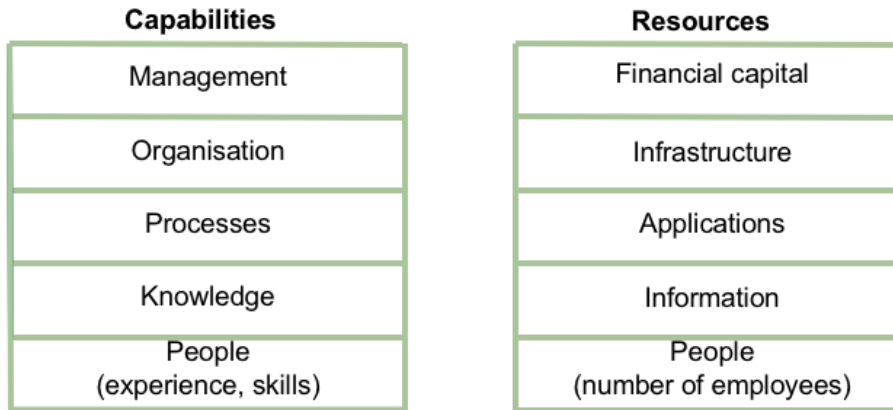 Capabilities
Management
Organisation
Processes
Knowledge
People
(experience, skills)
Resources
Financial capital
Infrastructure
Applications
Information
People
(number of employees)